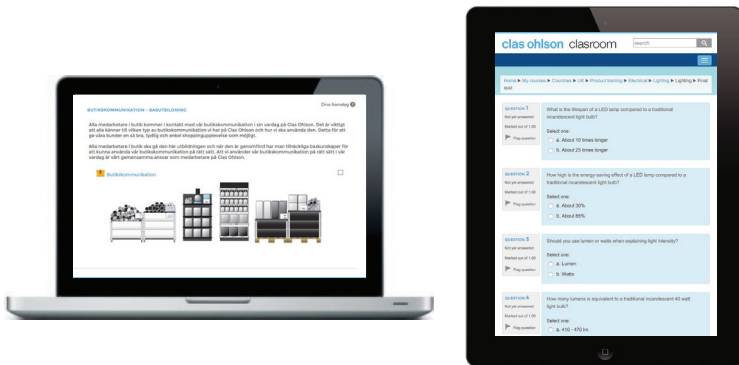 Dina framsteg
BUTIKSKOMMUNIKATION - BASUTBILDNING
Alla medarbetare i butik kommer i kontakt med vår butikskommunikation i sin vardag på Clas Ohlson. Det är viktigt
att alla känner till vilken typ av butikskommunikation vi har på Clas Ohlson och hur vi ska använda den. Detta för att
ge våra kunder en så bra, tydlig och enkel shoppingupplevelse som möjligt.
Alla medarbetare i butik ska gå den här utbildningen och när den är genomförd har man tillräckliga baskunskaper för
att kunna använda vår butikskommunikation på rätt sätt. Att vi använder vår butikskommunikation på rätt sätt i vår
vardag är vårt gemensamma ansvar som medarbetare på Clas Ohlson.
Butikskommunikation
clas ohlson clasroom
search
Home ▶ My courses ▶ Countries ▶ UK ▶ Product training ▶ Electrical ▶ Lighting ▶ Lighting ▶ Final
quiz
QUESTION 1
Not yet answered
Marked out of 1.00
Flag question
What is the lifespan of a LED lamp compared to a traditional
incandescent light bulb?
Select one:
a. About 10 times longer
b. About 25 times longer
QUESTION 2
Not yet answered
Marked out of 1.00
Flag question
How high is the energy-saving effect of a LED lamp compared to a
traditional incandescent light bulb?
Select one:
a. About 30%
b. About 85%
QUESTION 3
Not yet answered
Marked out of 1.00
Flag question
Should you use lumen or watts when explaining light intensity?
Select one:
a. Lumen
b. Watts
QUESTION 4
Not yet answered
Marked out of 1.00
Flag question
How many lumens is equivalent to a traditional incandescent 40 watt
light bulb?
Select one:
a. 410 - 470 lm